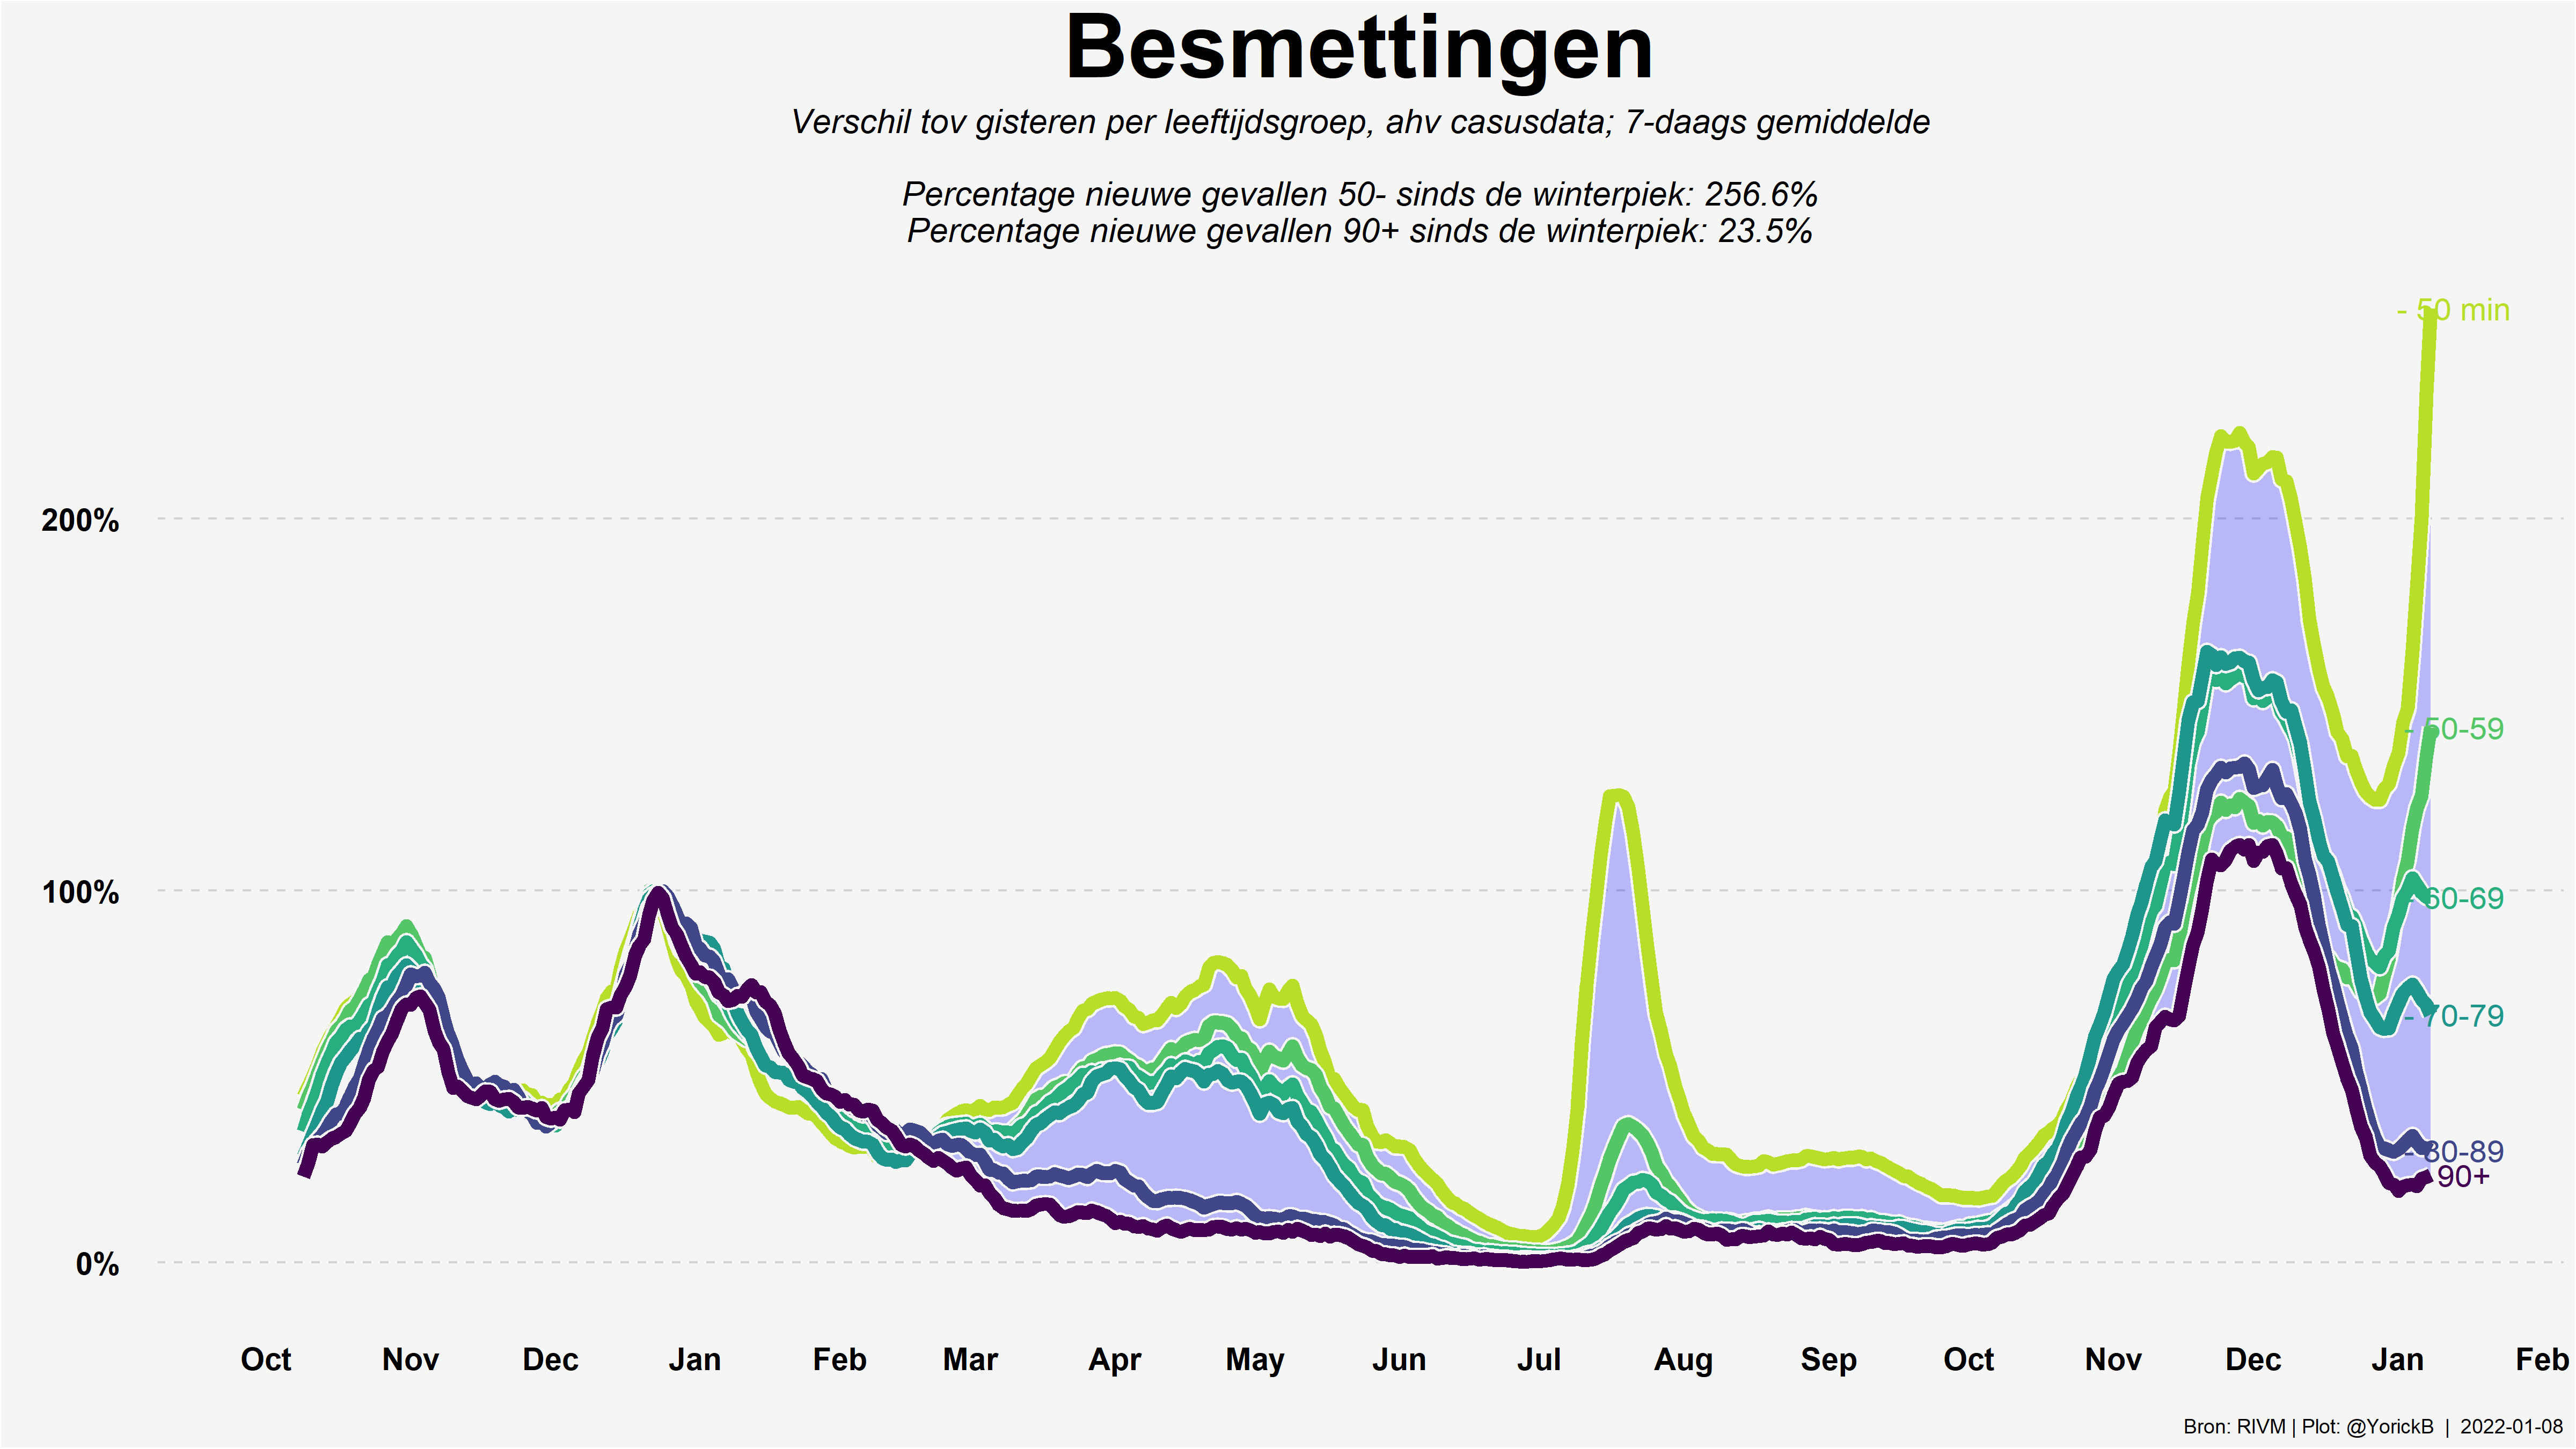 Besmettingen
Verschil tov gisteren per leeftijdsgroep, ahv casusdata; 7-daags gemiddelde
Percentage nieuwe gevallen 50- sinds de winterpiek: 256.6%
Percentage nieuwe gevallen 90+ sinds de winterpiek: 23.5%
- 50 min
200%
- 50-59
100%
- 60-69
- 70-79
- 80-89
90+
0%
Oct Nov Dec Jan Feb Mar Apr May Jun Jul Aug Sep Oct Nov Dec Jan Feb
Bron: RIVM | Plot: @YorickB | 2022-01-08